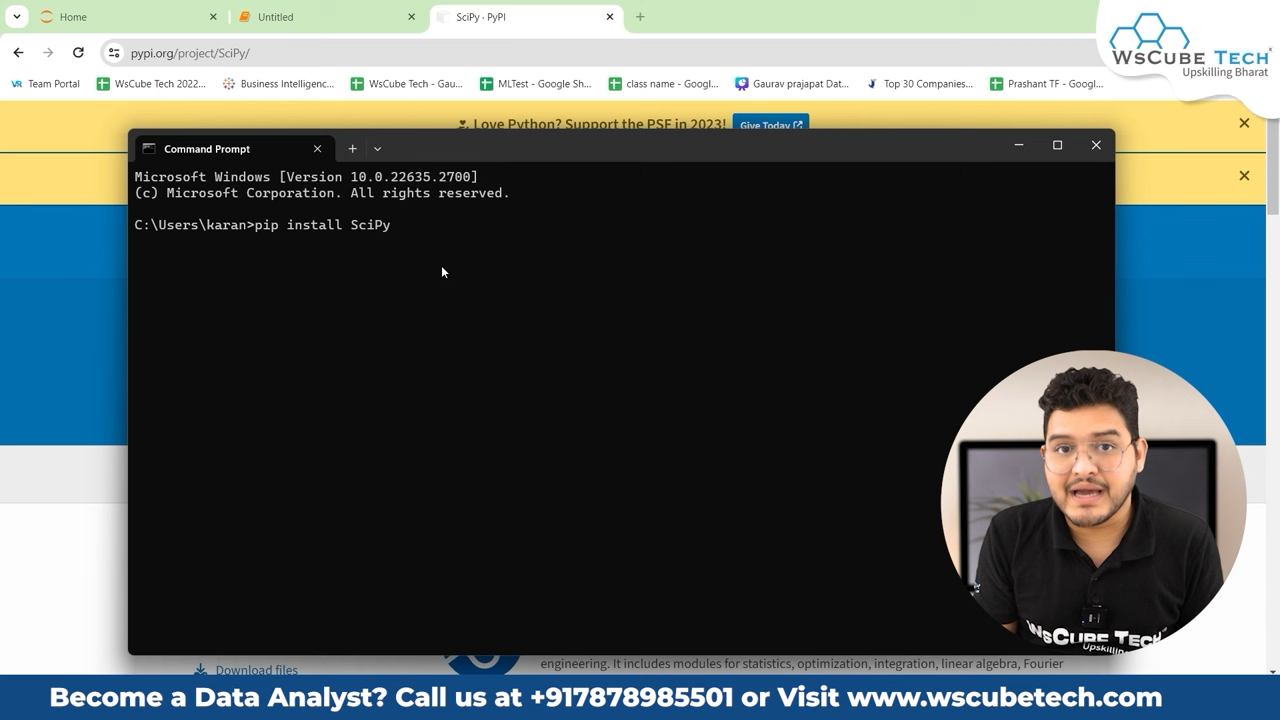 Home
Untitled
SciPy · PyPI
pypi.org/project/SciPy/
WsCube Tech
Upskilling Bharat
Team Portal
WsCube Tech 2022...
Business Intelligenc...
WsCube Tech - Gau...
MLTest - Google Sh...
class name - Googl...
Gaurav prajapat Dat...
Top 30 Companies...
Prashant TF - Goog...
Love Python? Support the PSF in 2023!
Give Today
Command Prompt
Microsoft Windows [Version 10.0.22635.2700]
(c) Microsoft Corporation. All rights reserved.
C:\Users\karan>pip install SciPy
WsCube Tech
Upskilling
Download files
engineering. It includes modules for statistics, optimization, integration, linear algebra, Fourier
Become a Data Analyst? Call us at +917878985501 or Visit www.wscubetech.com